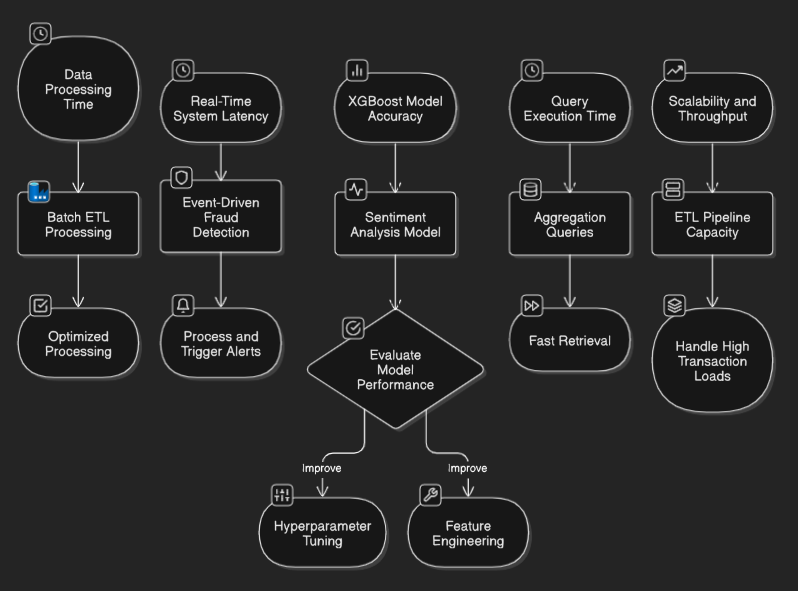 Data
Processing
Time
Real-Time
System Latency
XGBoost Model
Accuracy
Query
Execution Time
Scalability and
Throughput
Batch ETL
Processing
Event-Driven
Fraud
Detection
Sentiment
Analysis Model
Aggregation
Queries
ETL Pipeline
Capacity
Optimized
Processing
Process and
Trigger Alerts
Evaluate
Model
Performance
Fast Retrieval
Handle High
Transaction
Loads
Improve
Improve
Hyperparameter
Tuning
Feature
Engineering